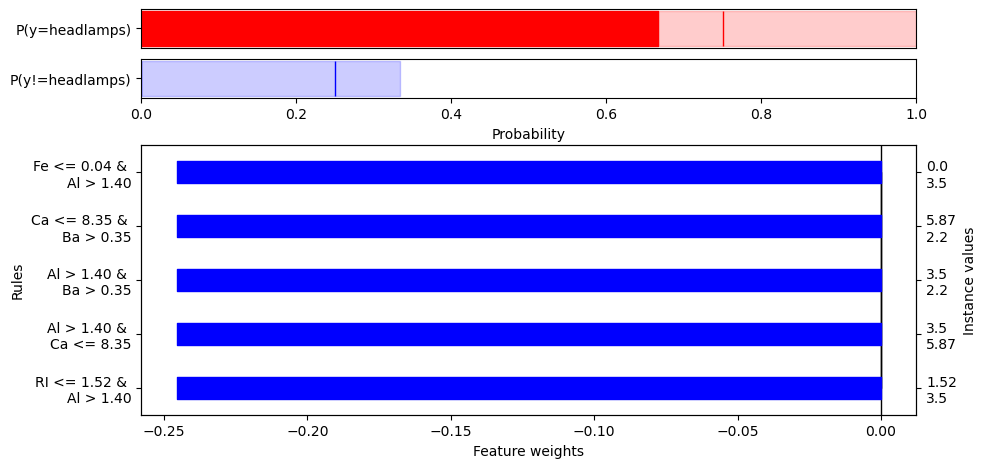 P(y=headlamps)
P(y!=headlamps)
0.0 0.2 0.4 0.6 0.8 1.0
Probability
Fe <= 0.04 &
Al > 1.40
0.0
3.5
Ca <= 8.35 &
Ba > 0.35
5.87
2.2
Al > 1.40 &
Ba > 0.35
3.5
2.2
Al > 1.40 &
Ca <= 8.35
3.5
5.87
RI <= 1.52 &
Al > 1.40
1.52
3.5
Rules
Instance values
−0.25 −0.20 −0.15 −0.10 −0.05 0.00
Feature weights